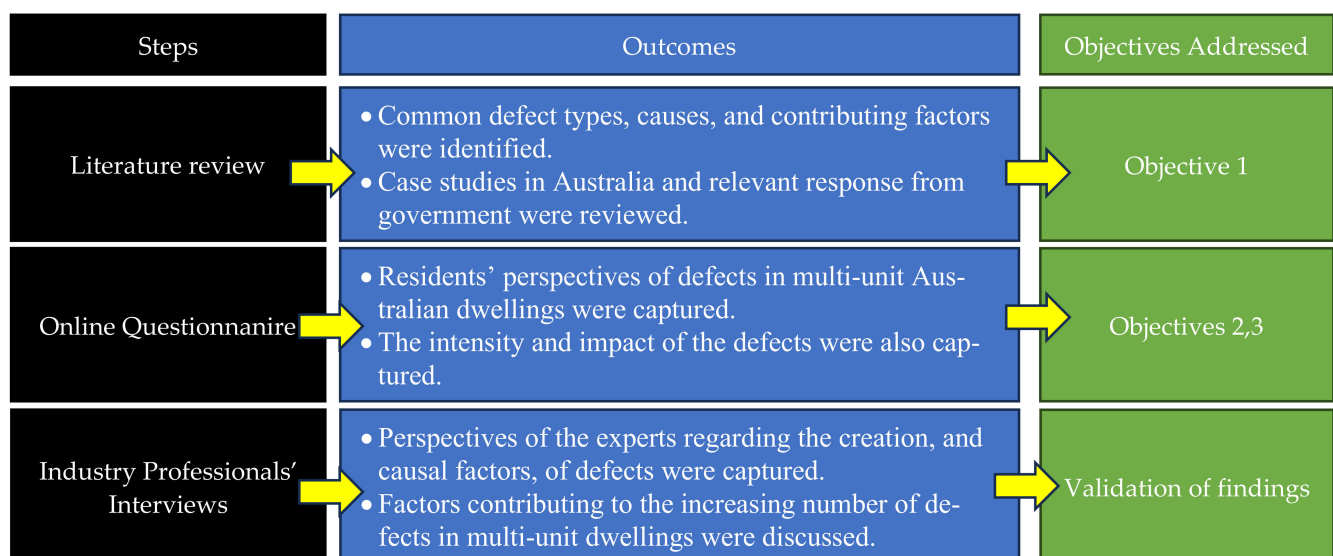 Steps
Outcomes
Objectives Addressed
Literature review
• Common defect types, causes, and contributing factors
were identified.
• Case studies in Australia and relevant response from
government were reviewed.
Objective 1
Online Questionnanire
• Residents’ perspectives of defects in multi-unit Aus-
tralian dwellings were captured.
• The intensity and impact of the defects were also cap-
tured.
Objectives 2,3
Industry Professionals’
Interviews
• Perspectives of the experts regarding the creation, and
causal factors, of defects were captured.
• Factors contributing to the increasing number of de-
fects in multi-unit dwellings were discussed.
Validation of findings